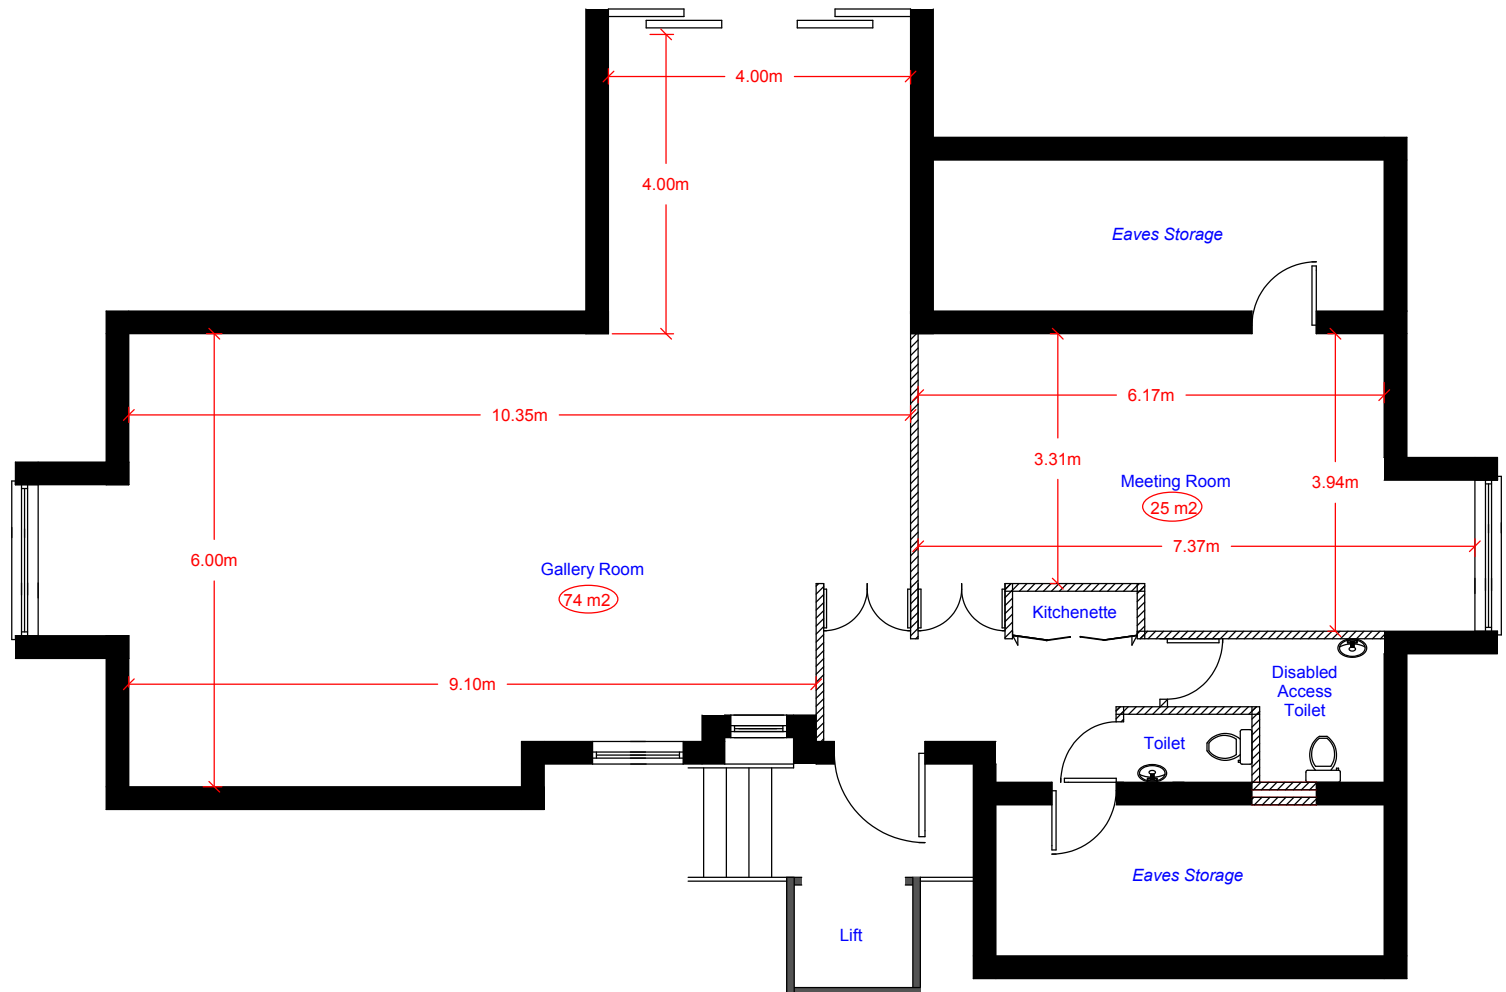 4.00m
4.00m
Eaves Storage
10.35m
6.17m
3.31m
Meeting Room
3.94m
25 m2
7.37m
6.00m
Gallery Room
74 m2
Kitchenette
9.10m
Disabled
Access
Toilet
Toilet
Eaves Storage
Lift